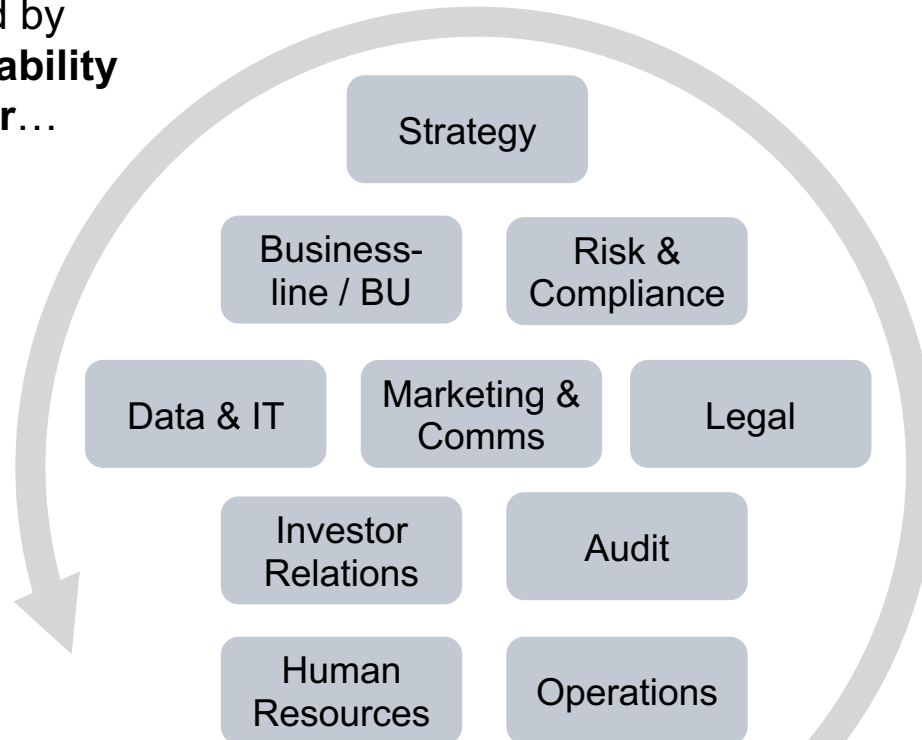 d by
ability
r…
Strategy
Business-
line / BU
Risk &
Compliance
Data & IT
Marketing &
Comms
Legal
Investor
Relations
Audit
Human
Resources
Operations